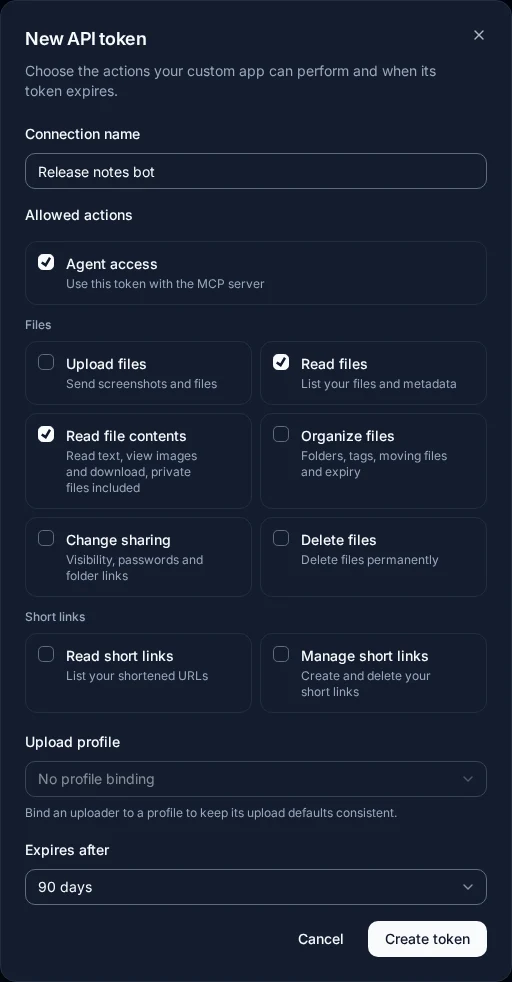 New API token
Choose the actions your custom app can perform and when its
token expires.
Connection name
Release notes bot
Allowed actions
Agent access
Use this token with the MCP server
Files
Upload files
Send screenshots and files
Read files
List your files and metadata
Read file contents
Read text, view images
and download, private
files included
Organize files
Folders, tags, moving files
and expiry
Change sharing
Visibility, passwords and
folder links
Delete files
Delete files permanently
Short links
Read short links
List your shortened URLs
Manage short links
Create and delete your
short links
Upload profile
No profile binding
Bind an uploader to a profile to keep its upload defaults consistent.
Expires after
90 days
Cancel
Create token